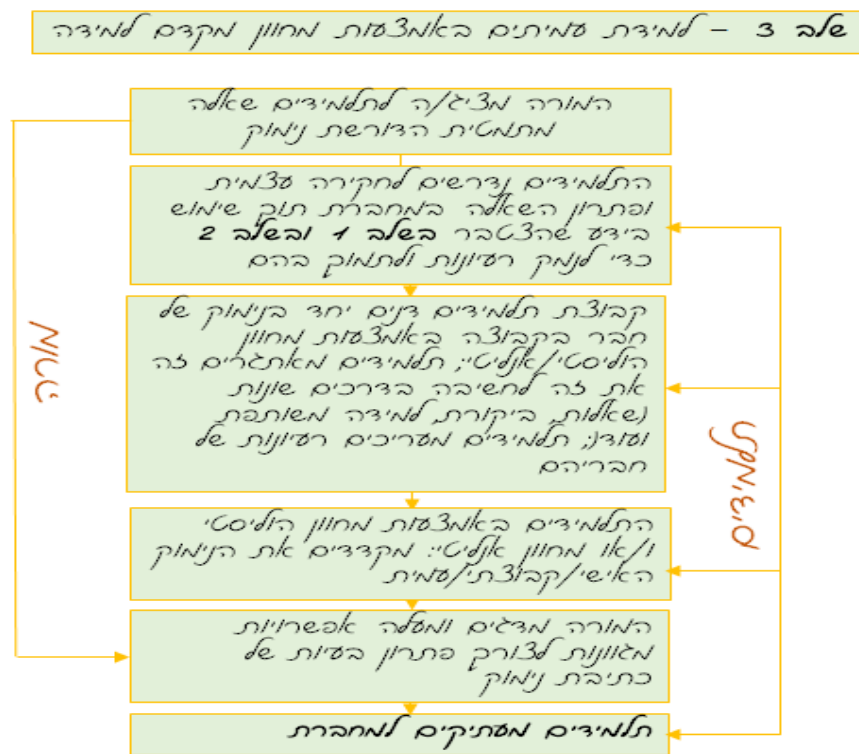 שלב 3 – למידת עמיתים באמצעות מחוון מקדם למידה
המורה מציג/ה לתלמידים שאלה
מתמטית הדורשת נימוק
התלמידים נדרשים לחקירה עצמית
ופתרון השאלה במחברת תוך שימוש
בידע שהצטבר בשלב 1 ובשלב 2
כדי לנמק רעיונות ולתמוך בהם
קבוצת תלמידים דנים יחד בנימוק של
חבר בקבוצה באמצעות מחוון
הוליסטי/אנליטי; תלמידים מאתגרים זה
את זה לחשיבה בדרכים שונות
(שאלות, ביקורת, למידה משותפת
ועוד(; תלמידים מעריכים רעיונות של
חבריהם
התלמידים באמצעות מחוון הוליסטי
ו/או מחוון אנליטי: מקדדים את הנימוק
האישי/קבוצתי/עמית
המורה מדגים ומעלה אפשרויות
מגוונות לצורך פתרון בעיות של
כתיבת נימוק
תלמידים מעתיקים למחברת
תלמידים